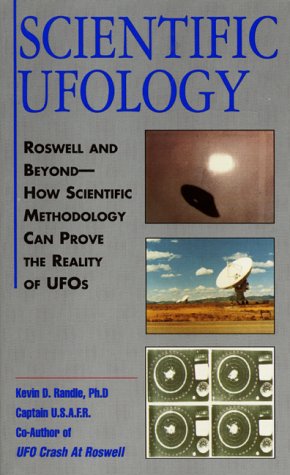 SCIENTIFIC
UFOLOGY
ROSWELL AND
BEYOND—
HOW SCIENTIFIC
METHODOLOGY
CAN PROVE
THE REALITY
OF UFOS
Kevin D. Randle, Ph.D
Captain U.S.A.F.R.
Co-Author of
UFO Crash At Roswell